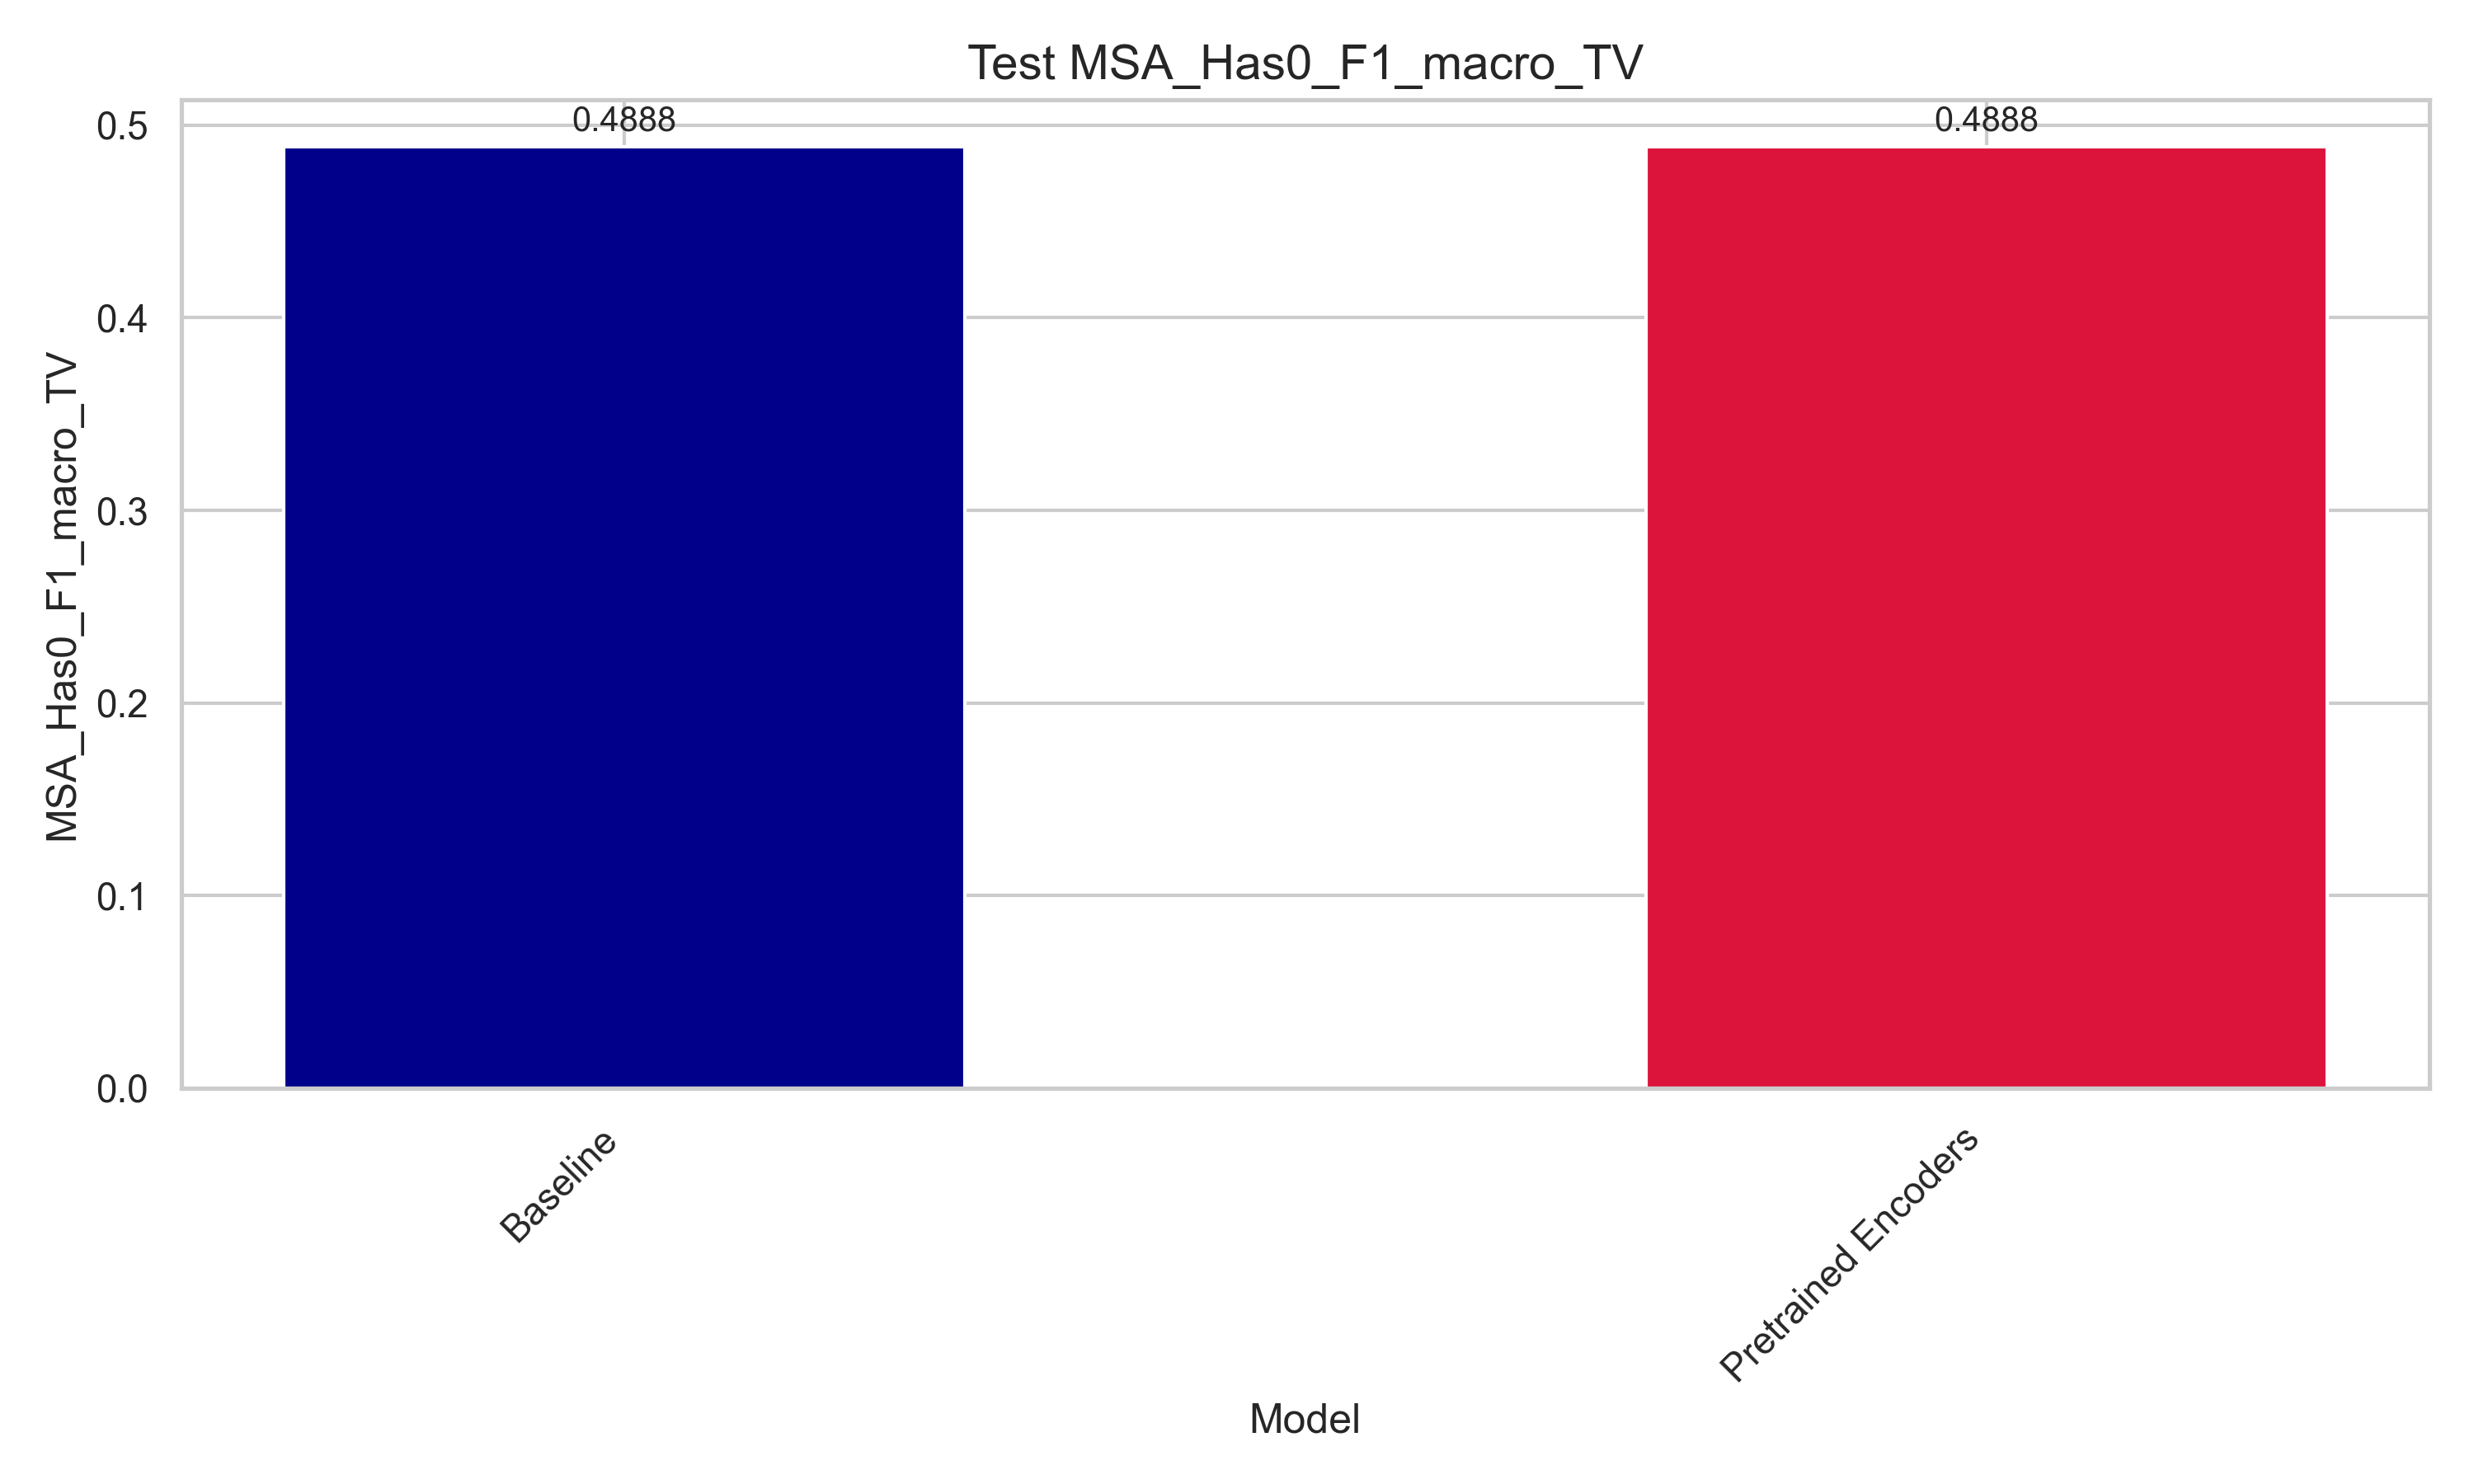 Test MSA_Has0_F1_macro_TV
0.4888
0.4888
0.5
0.4
0.3
0.2
0.1
0.0
MSA_Has0_F1_macro_TV
Baseline
Pretrained Encoders
Model